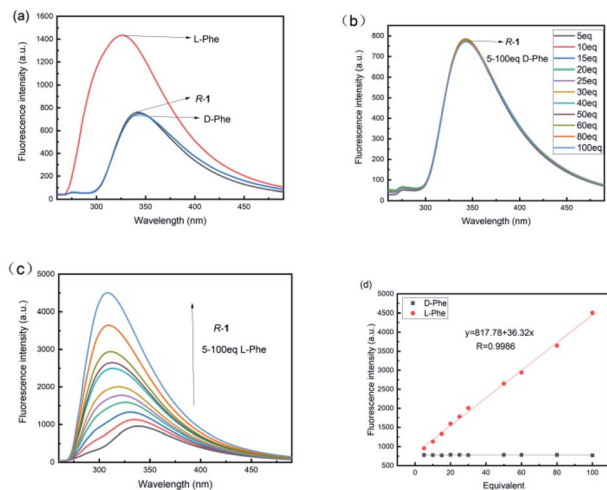 (a)
L-Phe
R-1
D-Phe
Fluorescence intensity (a.u.)
1600
1400
1200
1000
800
600
400
200
0
300
350
400
450
Wavelength (nm)
(b)
R-1
5-100eq D-Phe
5eq
10eq
15eq
20eq
25eq
30eq
40eq
50eq
60eq
80eq
100eq
Fluorescence intensity (a.u.)
800
700
600
500
400
300
200
100
0
300
350
400
450
Wavelength (nm)
(c)
R-1
5-100eq L-Phe
Fluorescence intensity (a.u.)
5000
4000
3000
2000
1000
0
300
350
400
450
Wavelength (nm)
(d)
D-Phe
L-Phe
y=817.78+36.32x
R=0.9986
Fluorescence intensity (a.u.)
5000
4500
4000
3500
3000
2500
2000
1500
1000
500
0
20
40
60
80
100
Equivalent